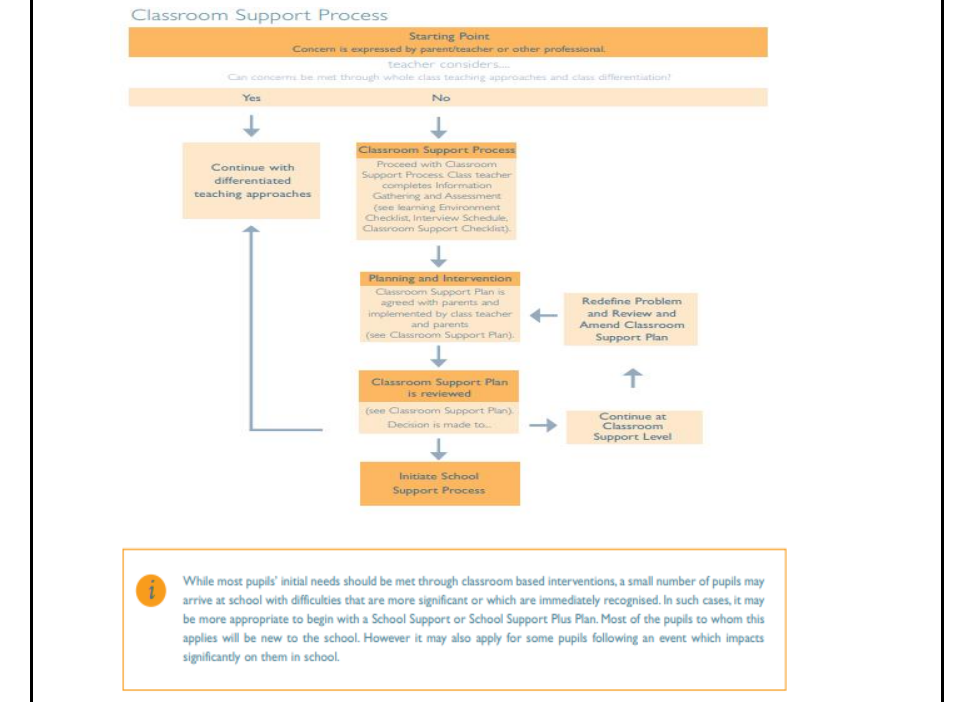 Classroom Support Process
Starting Point
Concern is expressed by parent/teacher or other professional.
teacher considers....
Can concerns be met through whole class teaching approaches and class differentiation?
Yes
No
Continue with
differentiated
teaching approaches
Classroom Support Process
Proceed with Classroom
Support Process. Class teacher
completes Information
Gathering and Assessment
(see learning Environment
Checklist, Interview Schedule,
Classroom Support Checklist).
Planning and Intervention
Classroom Support Plan is
agreed with parents and
implemented by class teacher
and parents
(see Classroom Support Plan).
Redefine Problem
and Review and
Amend Classroom
Support Plan
Classroom Support Plan
is reviewed
(see Classroom Support Plan).
Decision is made to...
Continue at
Classroom
Support Level
Initiate School
Support Process
i
While most pupils' initial needs should be met through classroom based interventions, a small number of pupils may
arrive at school with difficulties that are more significant or which are immediately recognised. In such cases, it may
be more appropriate to begin with a School Support or School Support Plus Plan. Most of the pupils to whom this
applies will be new to the school. However it may also apply for some pupils following an event which impacts
significantly on them in school.